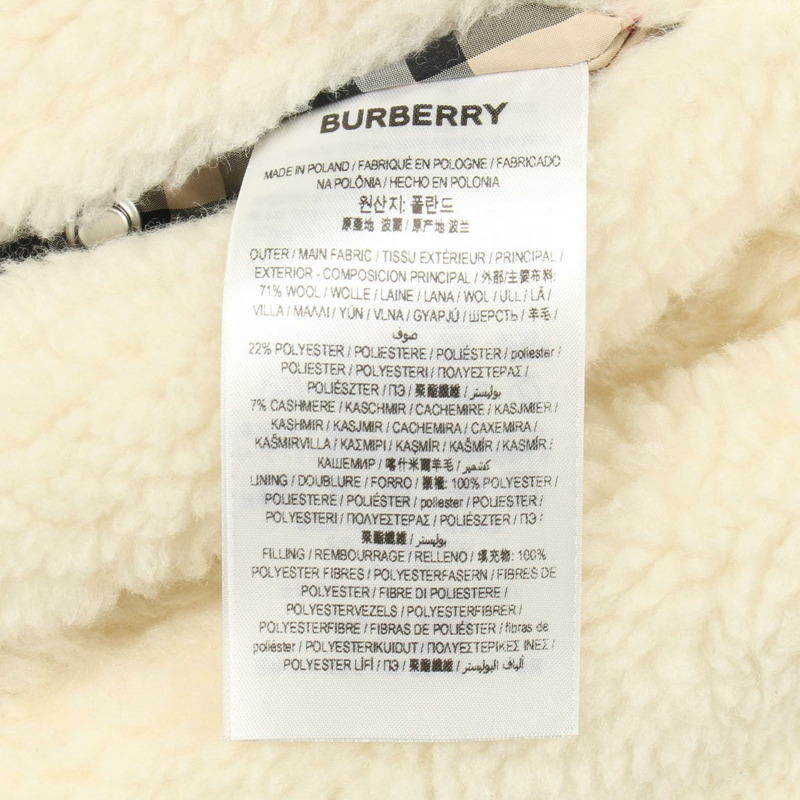 BURBERRY
MADE IN POLAND / FABRIQUÉ EN POLOGNE / FABRICADO
NA POLÔNIA / HECHO EN POLONIA
원산지: 폴란드
原產地 波蘭 / 原产地 波兰
OUTER / MAIN FABRIC / TISSU EXTÉRIEUR / PRINCIPAL /
EXTERIOR - COMPOSICION PRINCIPAL / 外部/主要布料:
71% WOOL / WOLLE / LAINE / LANA / WOL / ULL / LÃ /
VILLA / ΜΑΛΛΙ / YÜN / VLNA / GYAPJÚ / ШЕРСТЬ / 羊毛 /
صوف
22% POLYESTER / POLIESTERE / POLIÉSTER / poliester /
POLIESTER / POLYESTERI / ΠΟΛΥΕΣΤΕΡΑΣ /
POLIÉSZTER / ПЭ / 聚酯纖維 / بوليستر
7% CASHMERE / KASCHMIR / CACHEMIRE / KASJMIER /
KASHMIR / KASJMIR / CACHEMIRA / CAXEMIRA /
KAŠMIRVILLA / ΚΑΣΜΙΡΙ / KAŞMİR / KAŠMÍR / KASMÍR /
КАШЕМИР / 喀什米爾羊毛 / كشمير
LINING / DOUBLURE / FORRO / 裏襯: 100% POLYESTER /
POLIESTERE / POLIÉSTER / poliester / POLIESTER /
POLYESTERI / ΠΟΛΥΕΣΤΕΡΑΣ / POLIÉSZTER / ПЭ /
聚酯纖維 / بوليستر
FILLING / REMBOURRAGE / RELLENO / 填充物: 100%
POLYESTER FIBRES / POLYESTERFASERN / FIBRES DE
POLYESTER / FIBRE DI POLIESTERE /
POLYESTERVEZELS / POLYESTERFIBRER /
POLYESTERFIBRE / FIBRAS DE POLIÉSTER / fibras de
poliéster / POLYESTERIKUIDUT / ΠΟΛΥΕΣΤΕΡΙΚΕΣ ΙΝΕΣ /
POLYESTER LİFİ / ПЭ / 聚酯纖維 / ألياف البوليستر